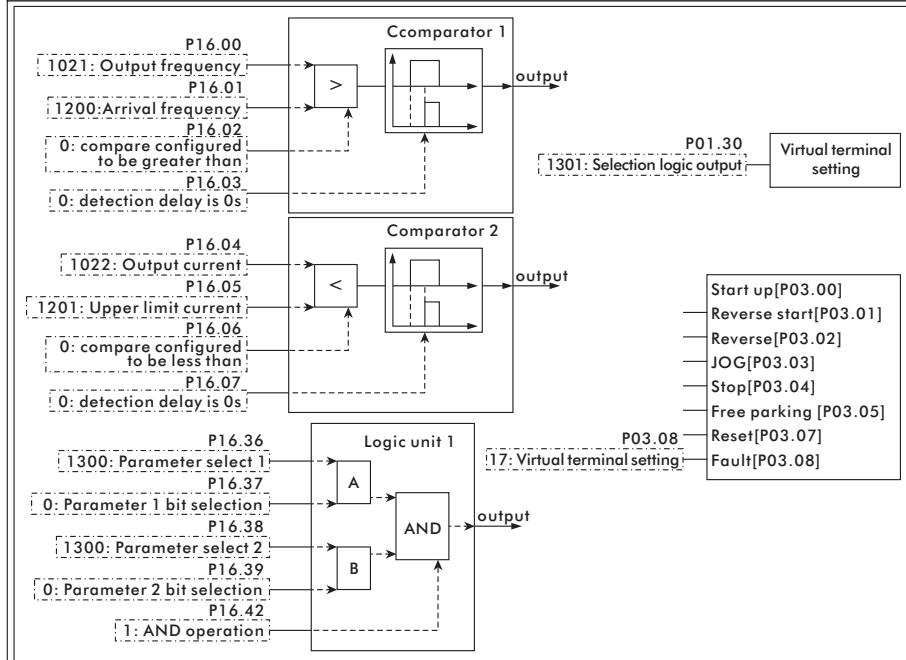 P16.00
1021: Output frequency
P16.01
1200:Arrival frequency
P16.02
0: compare configured
to be greater than
P16.03
0: detection delay is 0s
Ccomparator 1
>
output
P01.30
1301: Selection logic output
Virtual terminal
setting
P16.04
1022: Output current
P16.05
1201: Upper limit current
P16.06
0: compare configured
to be less than
P16.07
0: detection delay is 0s
Comparator 2
<
output
Start up[P03.00]
Reverse start[P03.01]
Reverse[P03.02]
JOG[P03.03]
Stop[P03.04]
Free parking [P03.05]
Reset[P03.07]
Fault[P03.08]
P03.08
17: Virtual terminal setting
P16.36
1300: Parameter select 1
P16.37
0: Parameter 1 bit selection
P16.38
1300: Parameter select 2
P16.39
0: Parameter 2 bit selection
P16.42
1: AND operation
Logic unit 1
A
B
AND
output